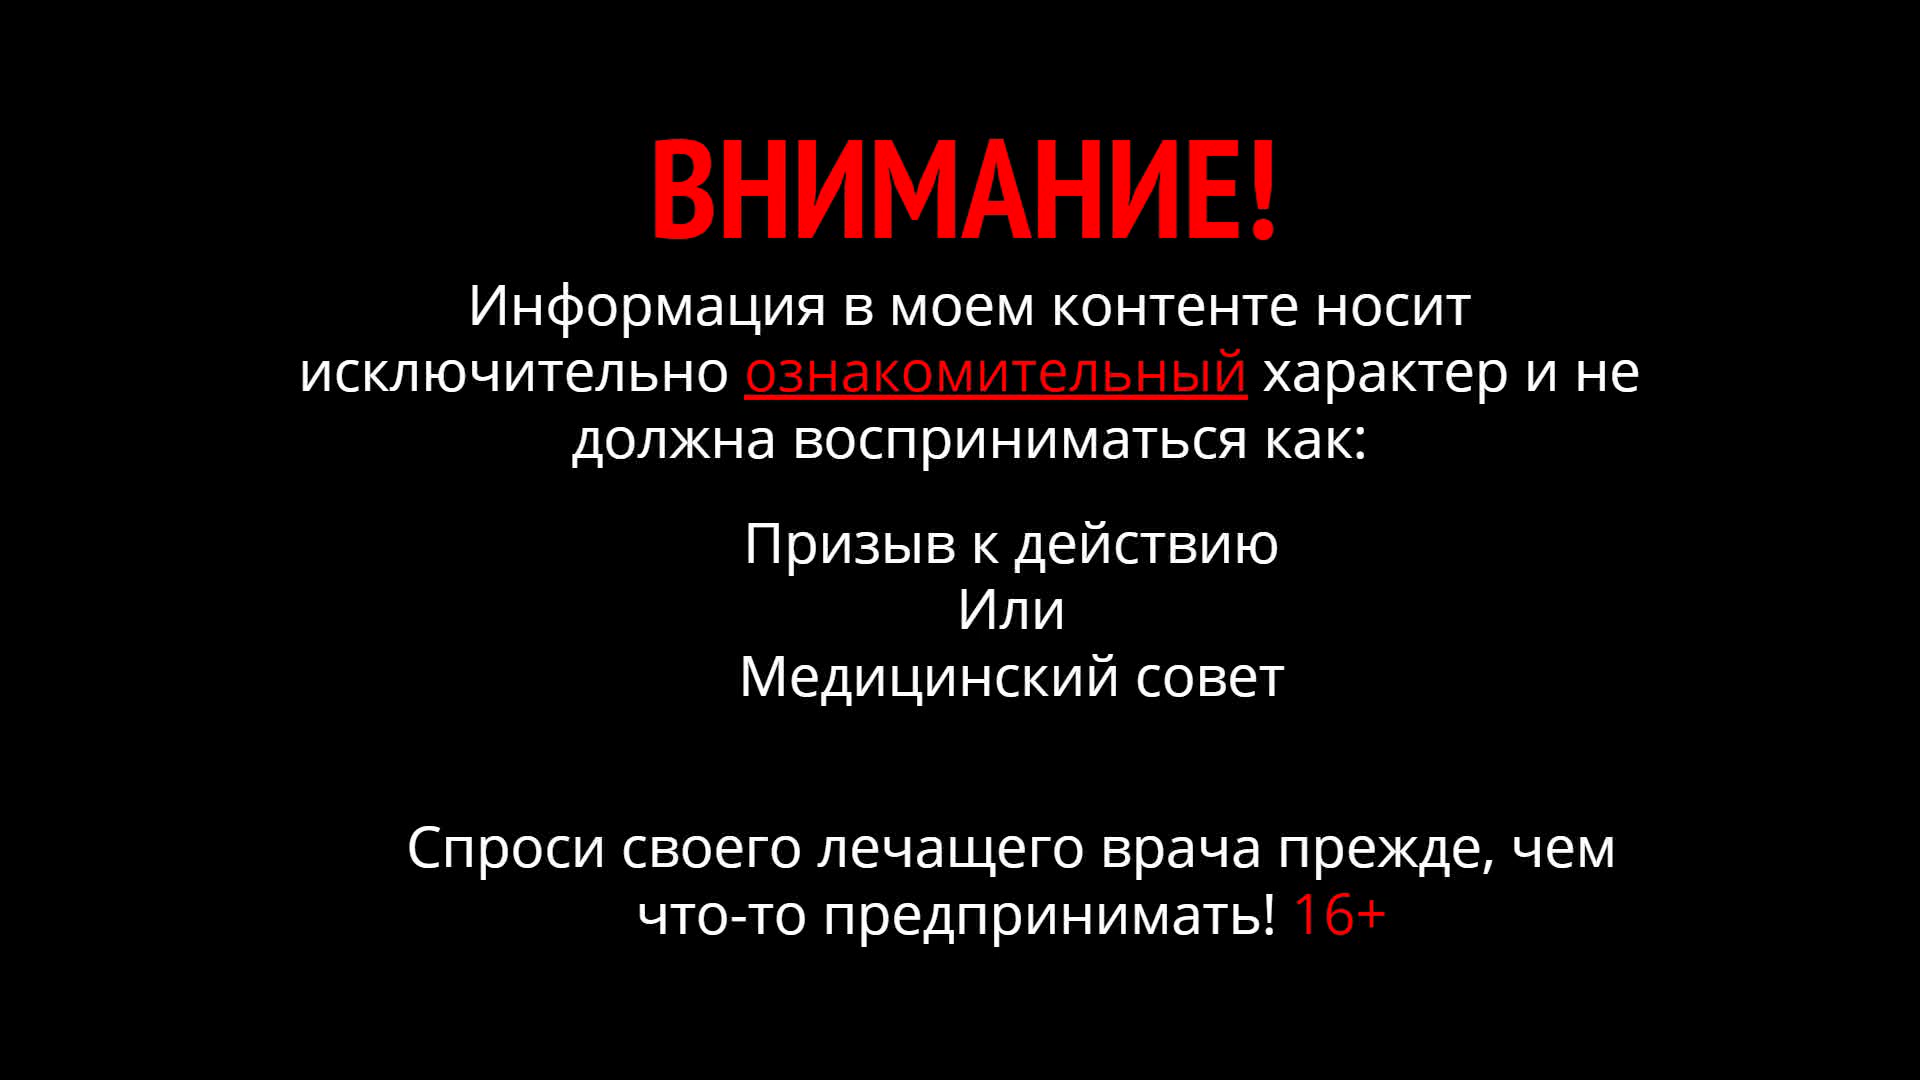 ВНИМАНИЕ!
Информация в моем контенте носит
исключительно ознакомительный характер и не
должна восприниматься как:
Призыв к действию
Или
Медицинский совет
Спроси своего лечащего врача прежде, чем
что-то предпринимать! 16+